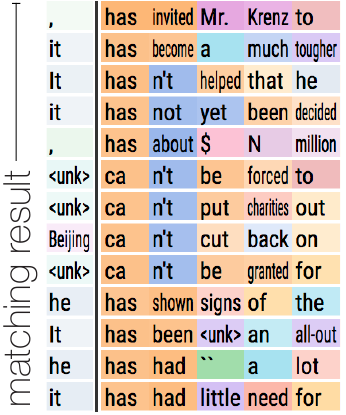 matching result
, has invited Mr. Krenz to
it has become a much tougher
It has n't helped that he
it has not yet been decided
, has about $ N million
<unk> ca n't be forced to
<unk> ca n't put charities out
Beijing ca n't cut back on
<unk> ca n't be granted for
he has shown signs of the
It has been <unk> an all-out
he has had `` a lot
it has had little need for